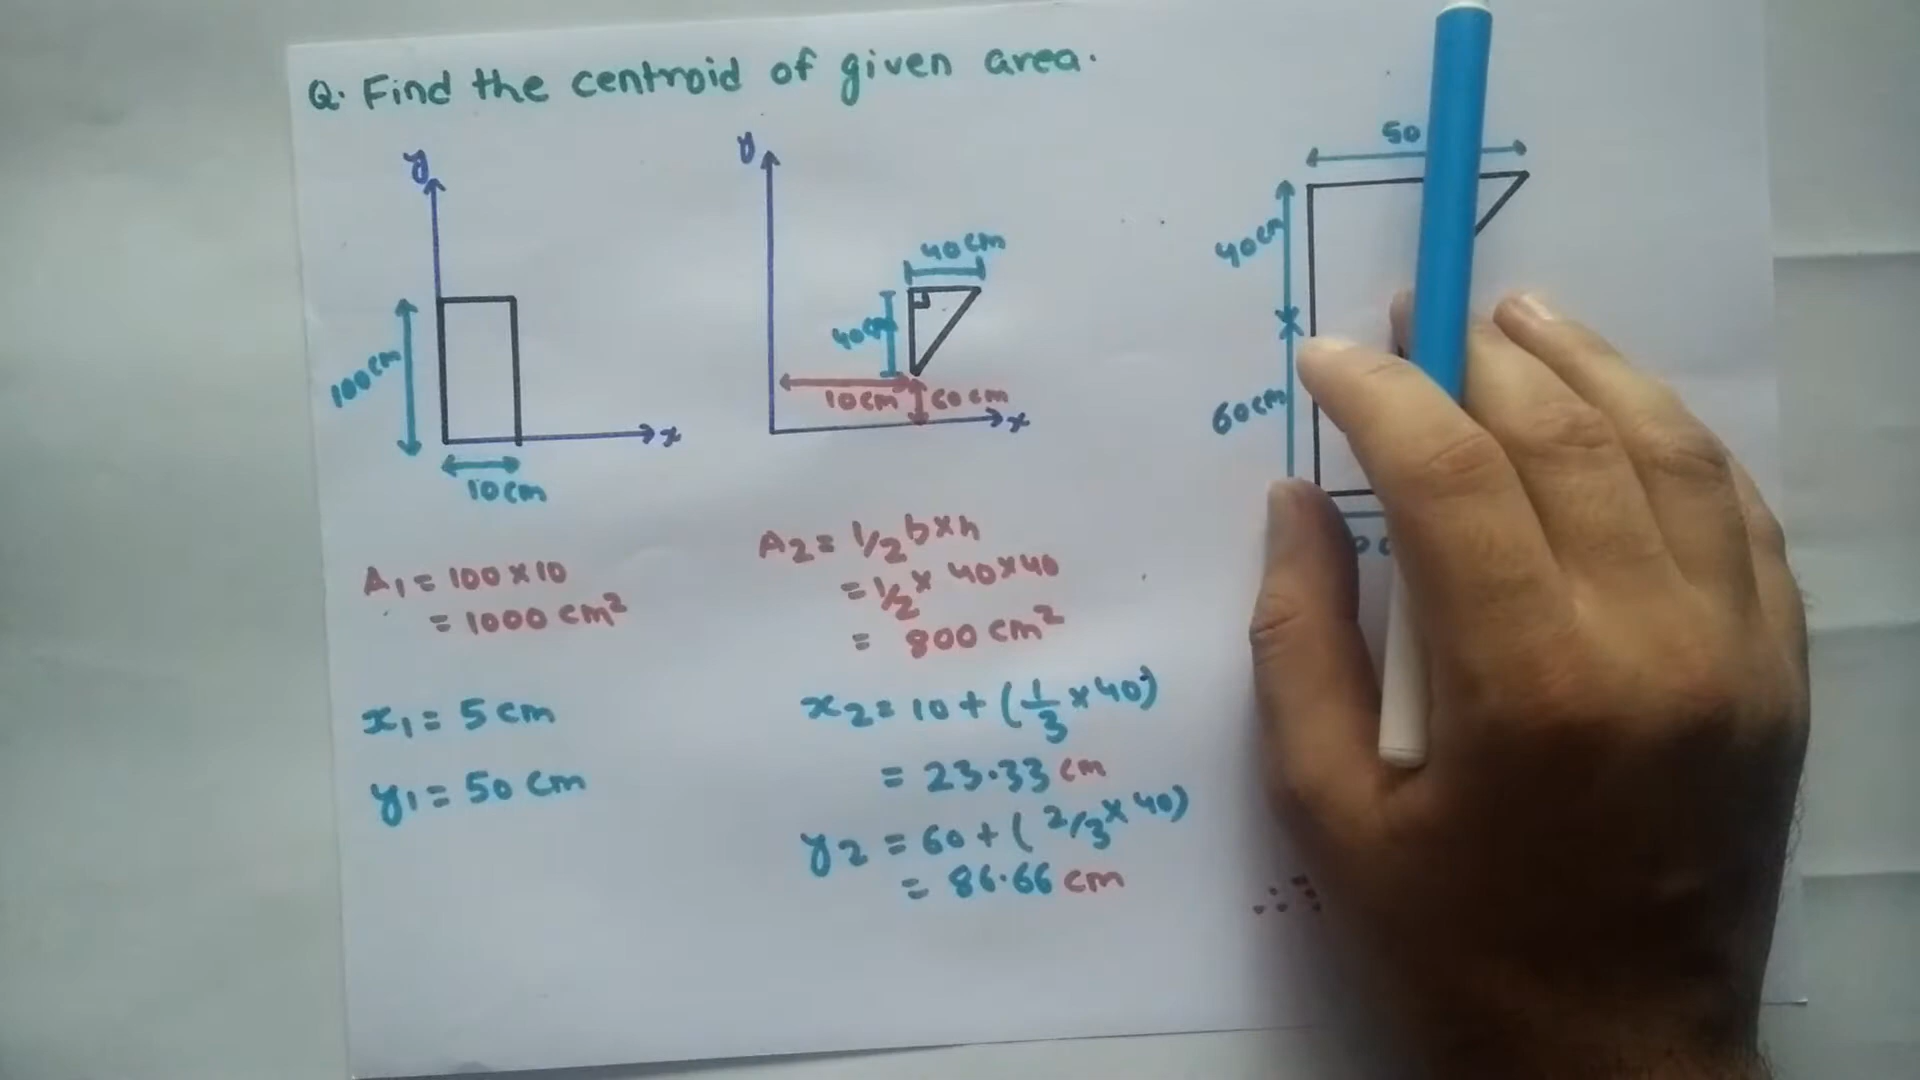 Q. Find the centroid of given area.
y
100cm
10cm
x
y
40cm
40cm
10cm
60cm
x
50
40cm
60cm
A1 = 100×10
= 1000 cm²
x1 = 5 cm
y1 = 50 cm
A2 = 1/2 b×h
= 1/2 × 40×40
= 800 cm²
x2 = 10 + (1/3 × 40)
= 23.33 cm
y2 = 60 + (2/3 × 40)
= 86.66 cm